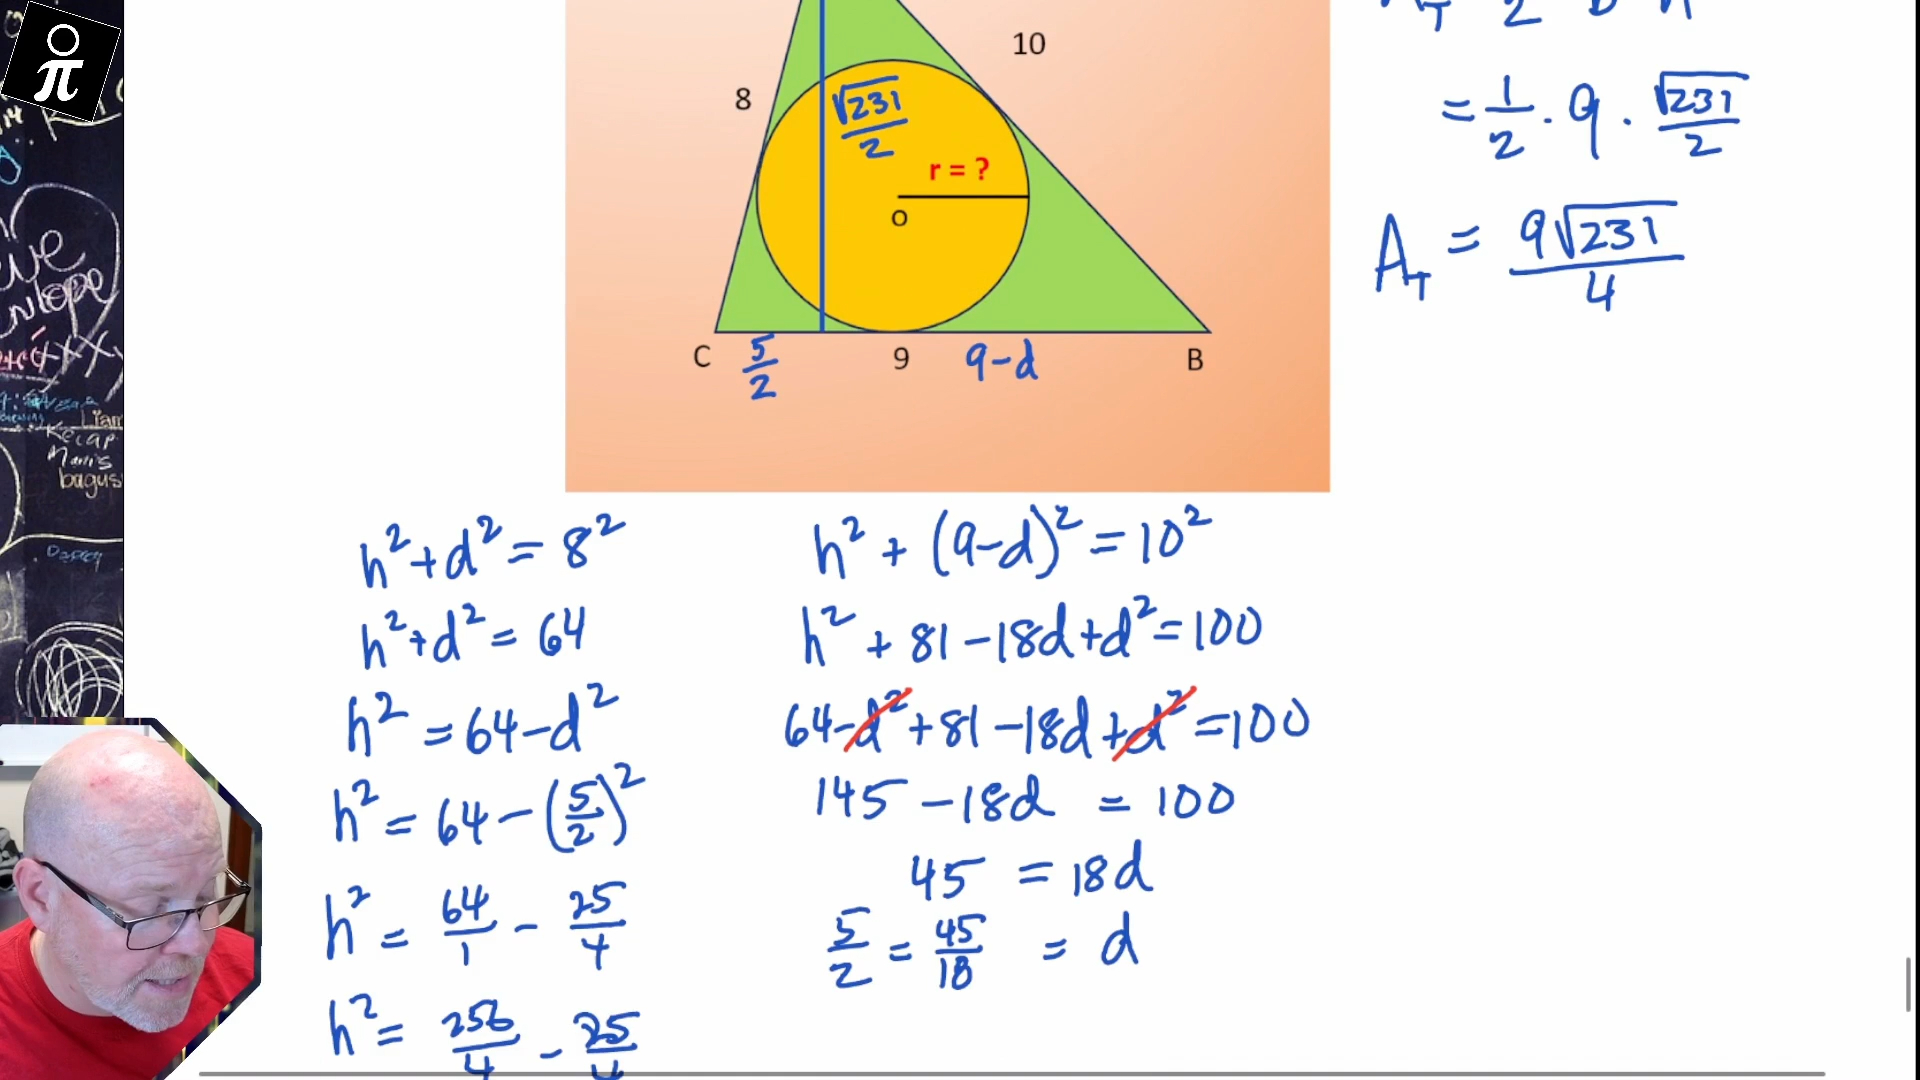 π
10
8
√231/2
r = ?
o
C 5/2 9 9-d B
= 1/2 · 9 · √231/2
A_T = 9√231/4
h² + d² = 8²
h² + d² = 64
h² = 64 - d²
h² = 64 - (5/2)²
h² = 64/1 - 25/4
h² = 256/4 - 25/4
h² + (9-d)² = 10²
h² + 81 - 18d + d² = 100
64 - d² + 81 - 18d + d² = 100
145 - 18d = 100
45 = 18d
5/2 = 45/18 = d
Kecap
Manis
bagus